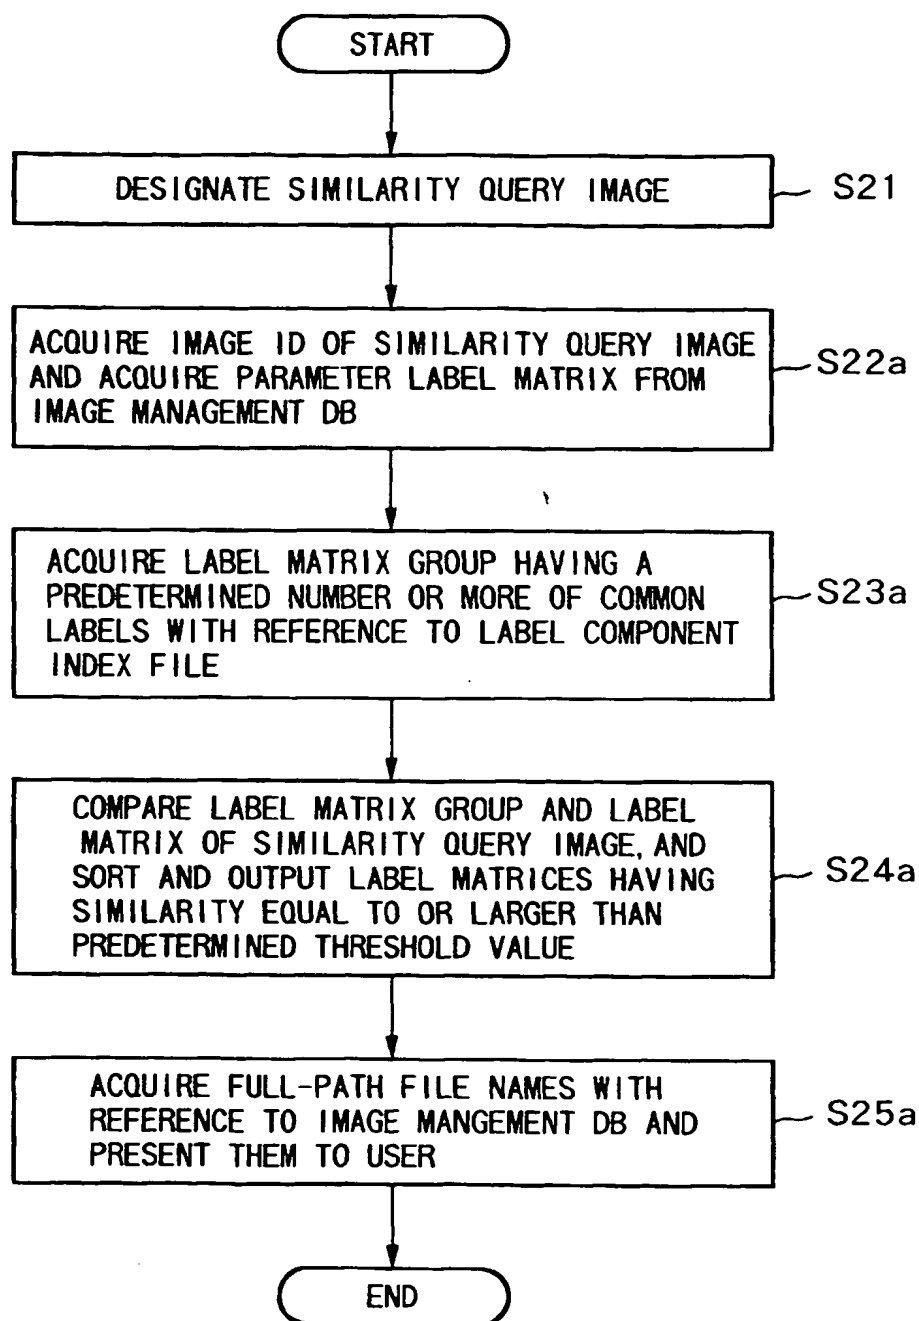 START
DESIGNATE SIMILARITY QUERY IMAGE
S21
ACQUIRE IMAGE ID OF SIMILARITY QUERY IMAGE
AND ACQUIRE PARAMETER LABEL MATRIX FROM
IMAGE MANAGEMENT DB
S22a
ACQUIRE LABEL MATRIX GROUP HAVING A
PREDETERMINED NUMBER OR MORE OF COMMON
LABELS WITH REFERENCE TO LABEL COMPONENT
INDEX FILE
S23a
COMPARE LABEL MATRIX GROUP AND LABEL
MATRIX OF SIMILARITY QUERY IMAGE, AND
SORT AND OUTPUT LABEL MATRICES HAVING
SIMILARITY EQUAL TO OR LARGER THAN
PREDETERMINED THRESHOLD VALUE
S24a
ACQUIRE FULL-PATH FILE NAMES WITH
REFERENCE TO IMAGE MANGEMENT DB AND
PRESENT THEM TO USER
S25a
END